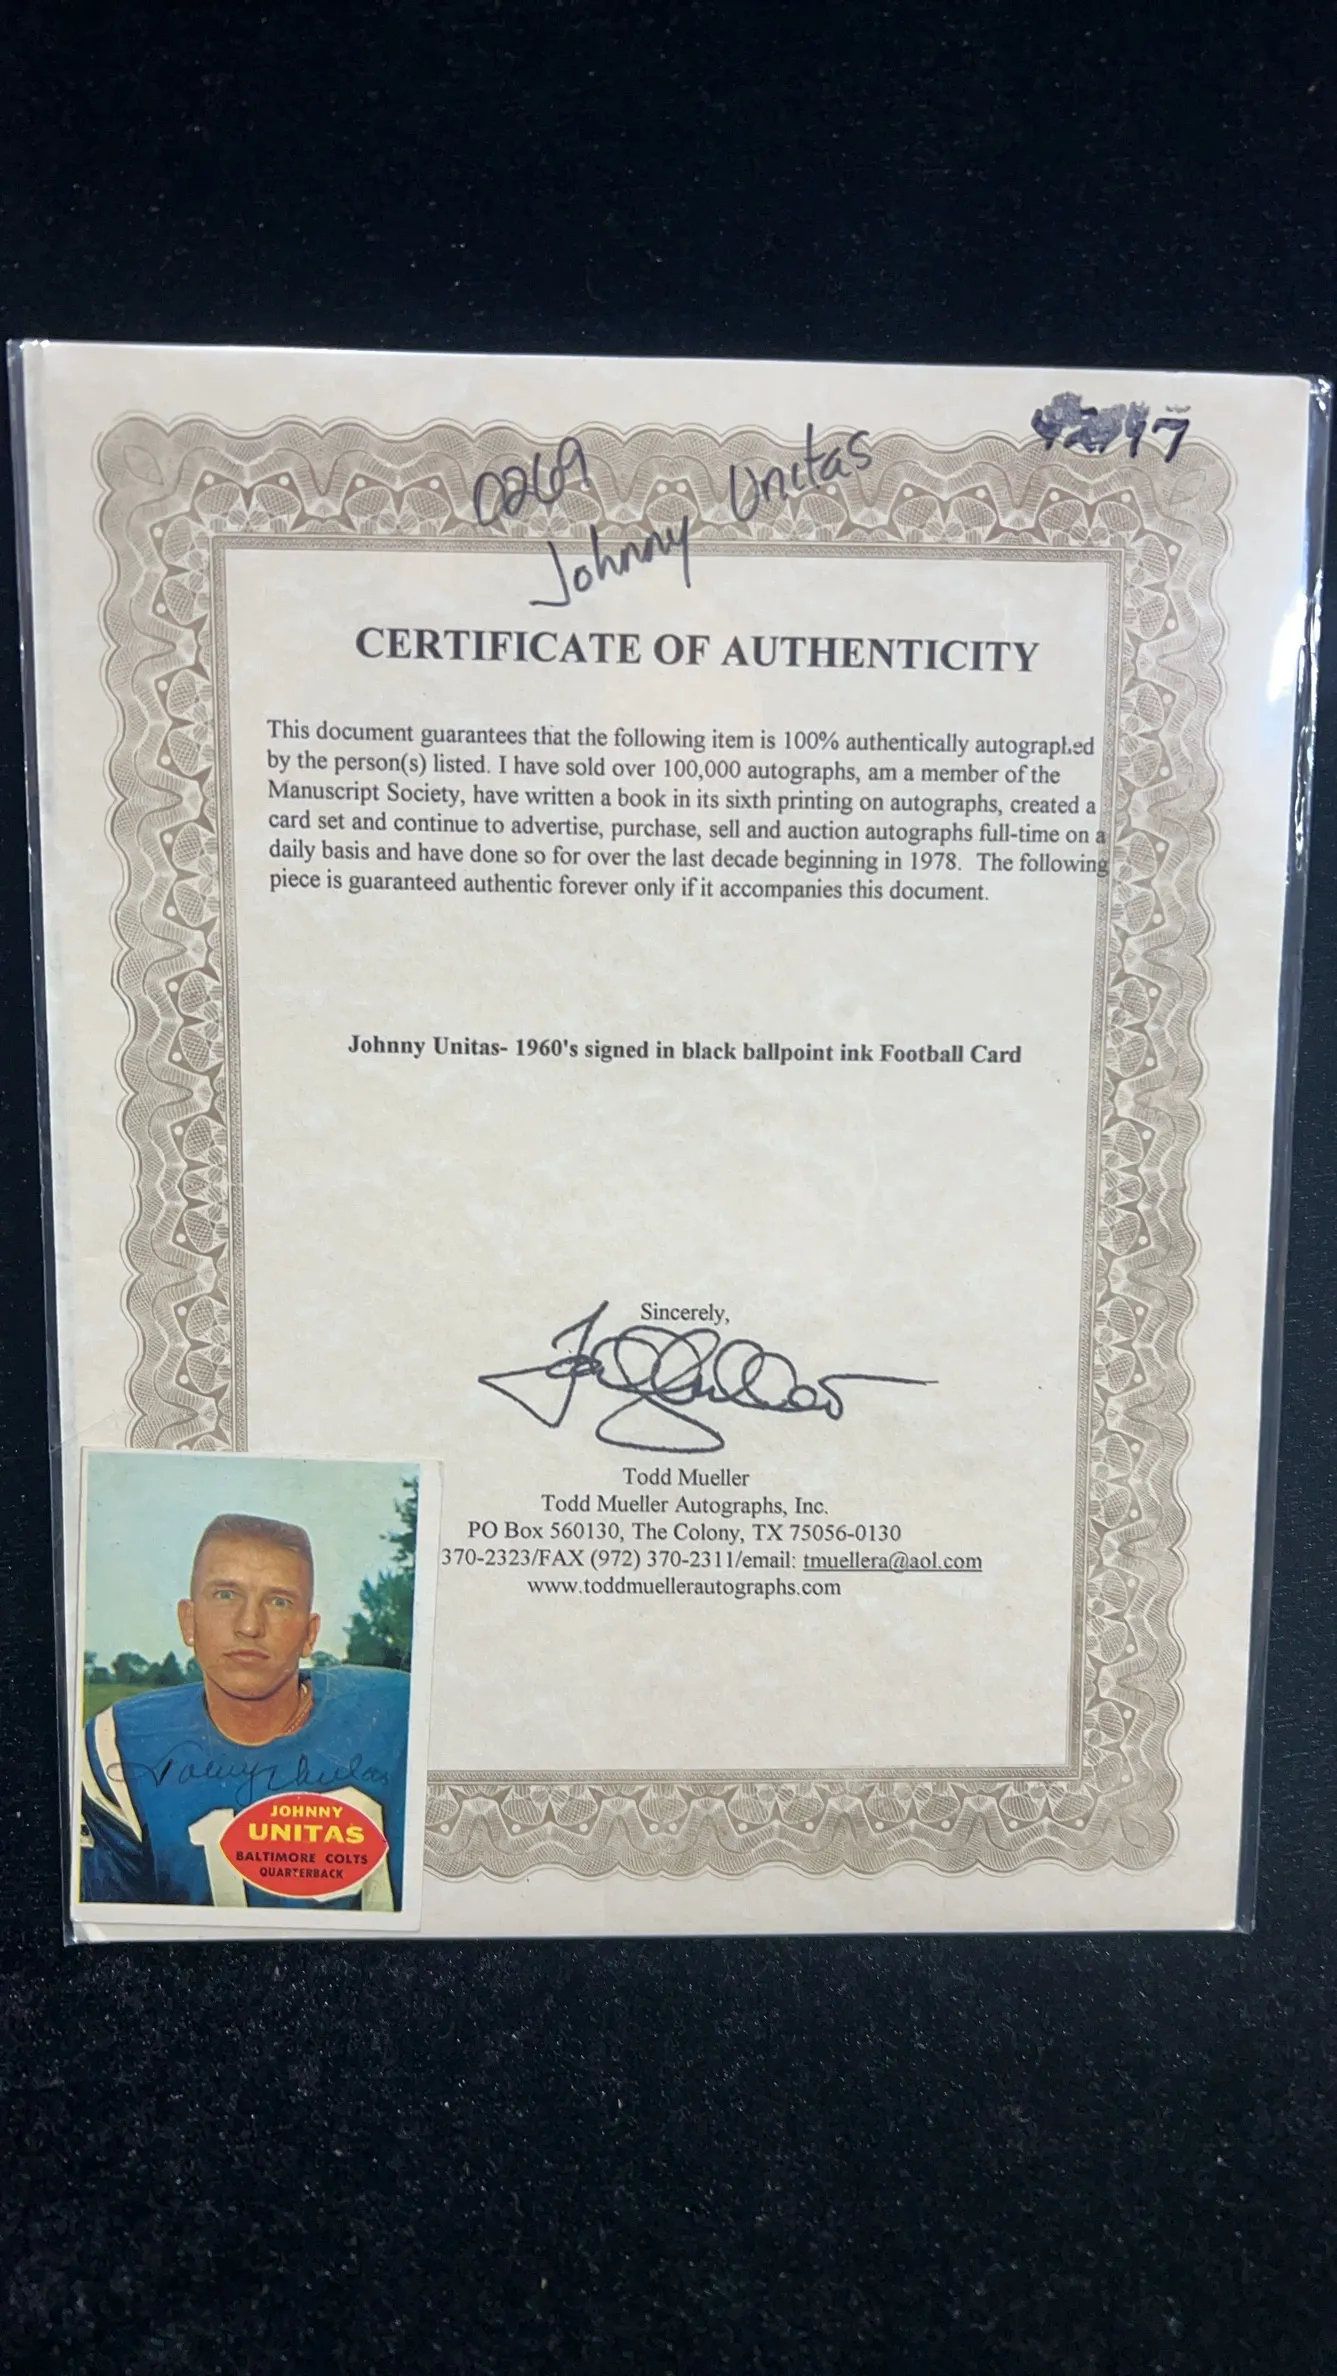 0269
Johnny Unitas
CERTIFICATE OF AUTHENTICITY
This document guarantees that the following item is 100% authentically autographed
by the person(s) listed. I have sold over 100,000 autographs, am a member of the
Manuscript Society, have written a book in its sixth printing on autographs, created a
card set and continue to advertise, purchase, sell and auction autographs full-time on a
daily basis and have done so for over the last decade beginning in 1978. The following
piece is guaranteed authentic forever only if it accompanies this document.
Johnny Unitas- 1960's signed in black ballpoint ink Football Card
Sincerely,
Todd Mueller
Todd Mueller
Todd Mueller Autographs, Inc.
PO Box 560130, The Colony, TX 75056-0130
370-2323/FAX (972) 370-2311/email: tmuellera@aol.com
www.toddmuellerautographs.com
Johnny Unitas
JOHNNY
UNITAS
BALTIMORE COLTS
QUARTERBACK